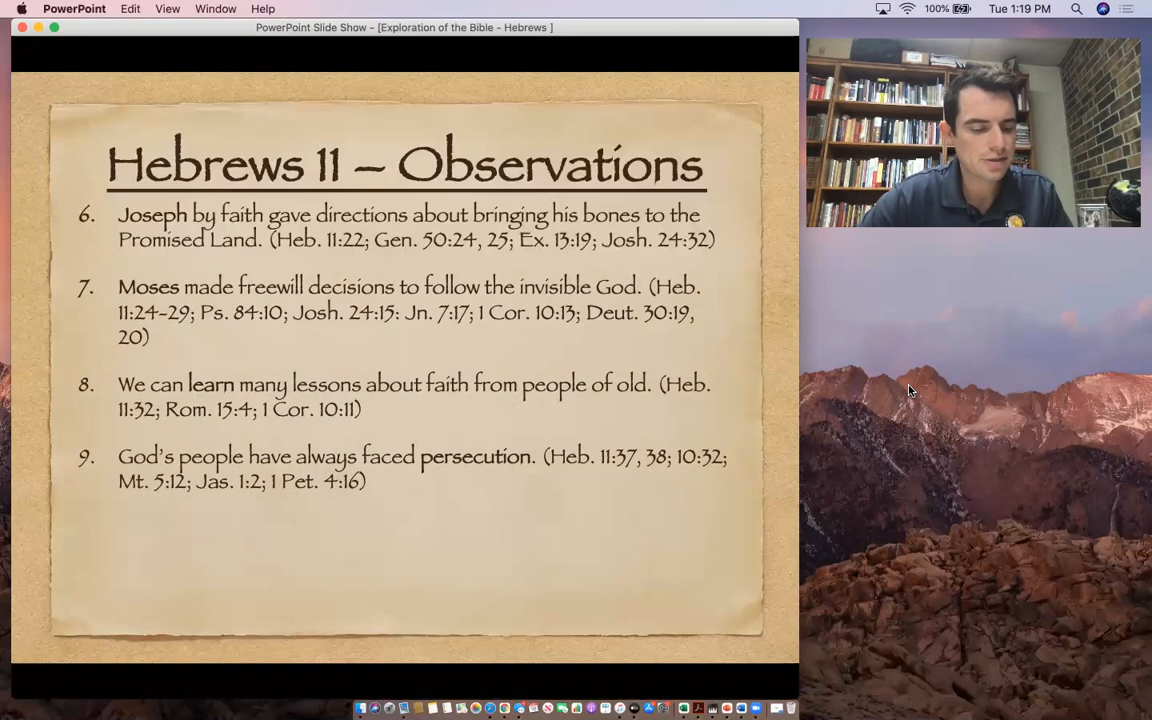 PowerPoint Edit View Window Help 100% Tue 1:19 PM
PowerPoint Slide Show - [Exploration of the Bible - Hebrews ]
Hebrews 11 – Observations
6. Joseph by faith gave directions about bringing his bones to the
Promised Land. (Heb. 11:22; Gen. 50:24, 25; Ex. 13:19; Josh. 24:32)
7. Moses made freewill decisions to follow the invisible God. (Heb.
11:24-29; Ps. 84:10; Josh. 24:15: Jn. 7:17; 1 Cor. 10:13; Deut. 30:19,
20)
8. We can learn many lessons about faith from people of old. (Heb.
11:32; Rom. 15:4; 1 Cor. 10:11)
9. God's people have always faced persecution. (Heb. 11:37, 38; 10:32;
Mt. 5:12; Jas. 1:2; 1 Pet. 4:16)